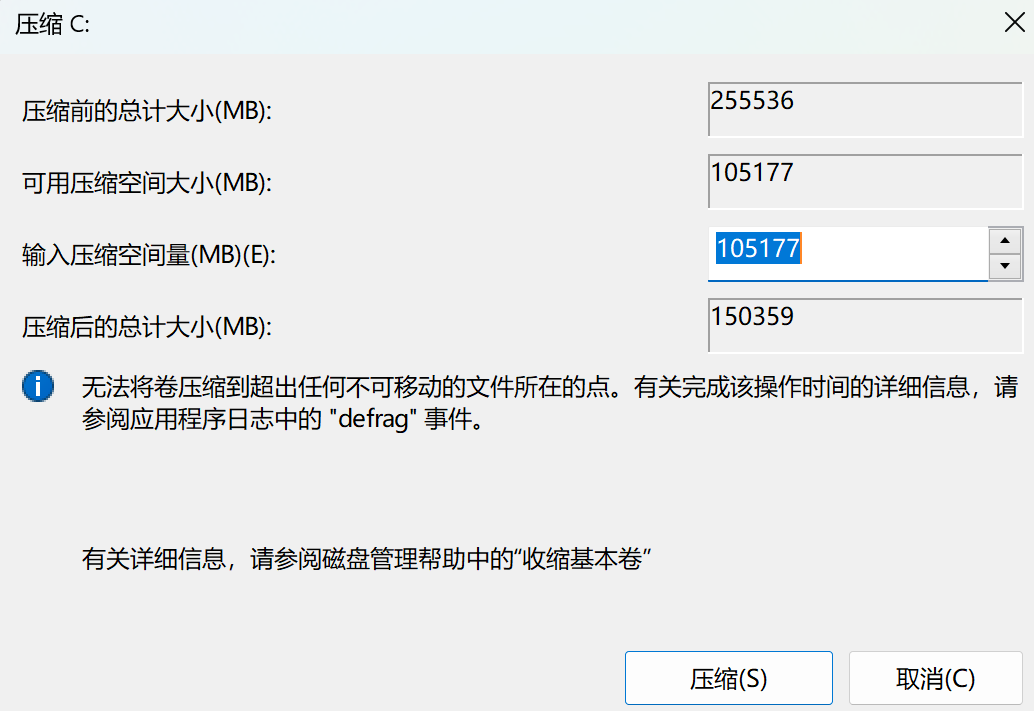 压缩 C:
压缩前的总计大小(MB): 255536
可用压缩空间大小(MB): 105177
输入压缩空间量(MB)(E): 105177
压缩后的总计大小(MB): 150359
无法将卷压缩到超出任何不可移动的文件所在的点。有关完成该操作时间的详细信息，请
参阅应用程序日志中的 "defrag" 事件。
有关详细信息，请参阅磁盘管理帮助中的“收缩基本卷”
压缩(S) 取消(C)